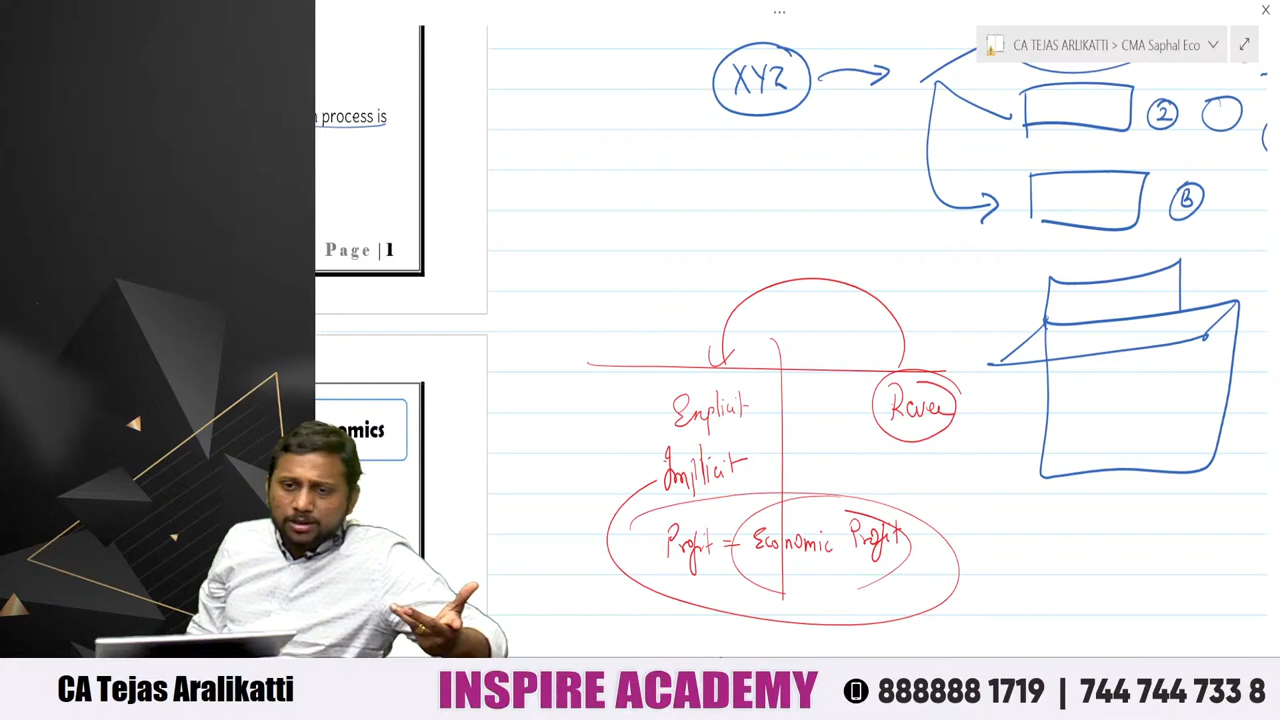 CA TEJAS ARLIKATTI > CMA Saphal Eco
XYZ
2
process is
B
Page | 1
Explicit
Implicit
Profit = Economic Profit
omics
CA Tejas Aralikatti
INSPIRE ACADEMY
888888 1719 | 744 744 733 8